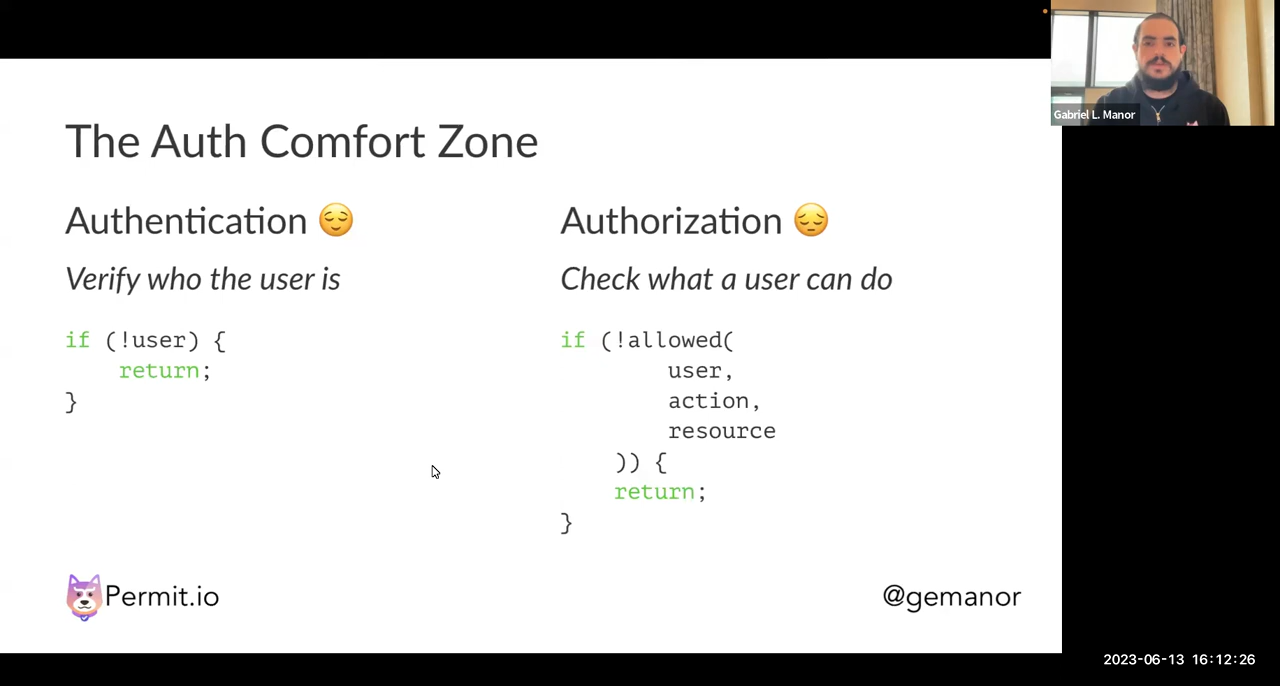 Gabriel L. Manor
The Auth Comfort Zone
Authentication 😌
Verify who the user is
if (!user) {
    return;
}
Authorization 😔
Check what a user can do
if (!allowed(
        user,
        action,
        resource
    )) {
    return;
}
Permit.io
@gemanor
2023-06-13 16:12:26